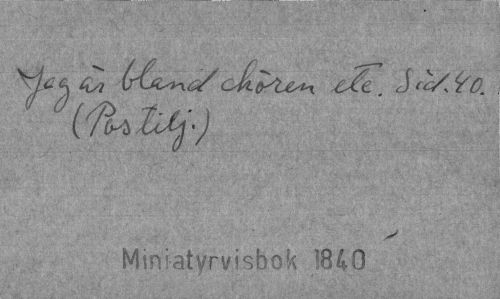 Jag är bland chören etc. Sid. 40.
(Postilj.)
Miniatyrvisbok 1840